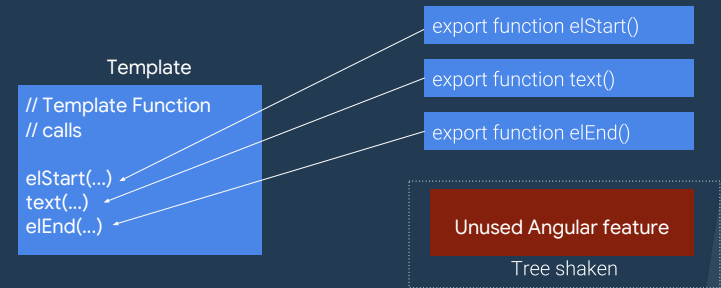 Template
// Template Function
// calls
elStart(...)
text(...)
elEnd(...)
export function elStart()
export function text()
export function elEnd()
Unused Angular feature
Tree shaken